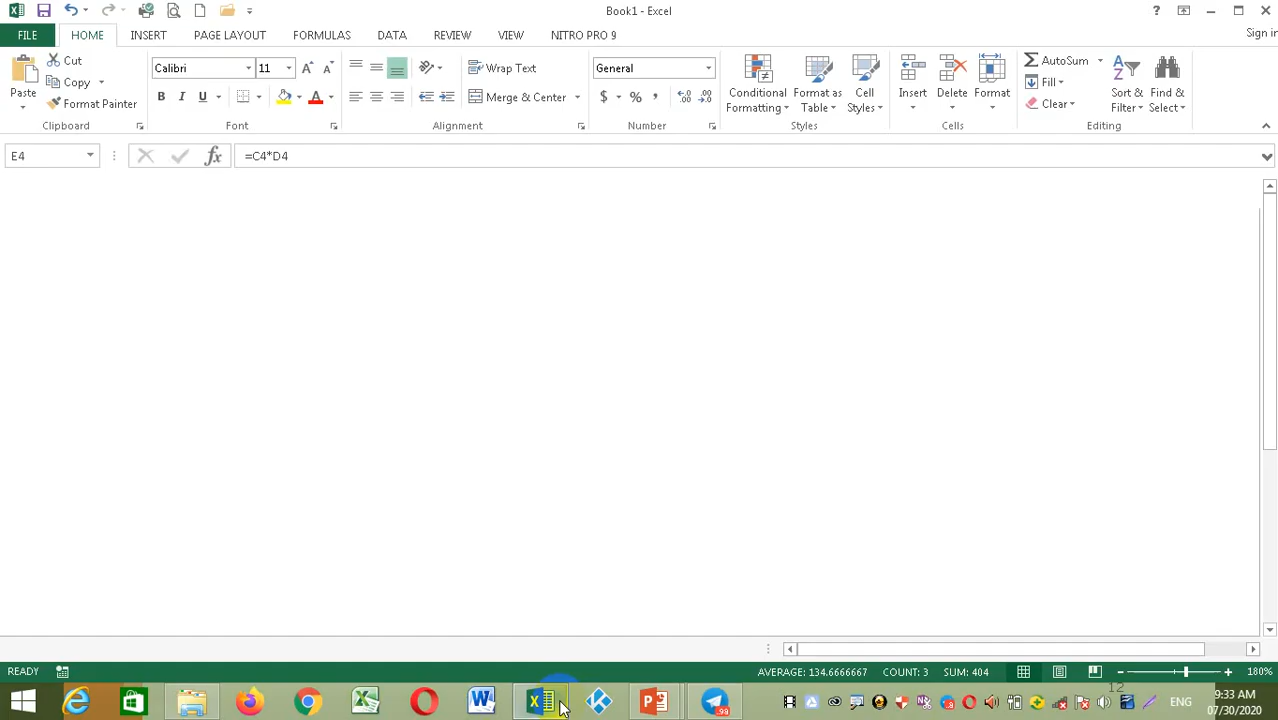 Book1 - Excel
?
FILE
HOME
INSERT
PAGE LAYOUT
FORMULAS
DATA
REVIEW
VIEW
NITRO PRO 9
Sign in
Paste
Cut
Copy
Format Painter
Clipboard
Calibri
11
B I U
Font
Wrap Text
Merge & Center
Alignment
General
$ % ,
Number
Conditional
Formatting
Format as
Table
Cell
Styles
Styles
Insert
Delete
Format
Cells
AutoSum
Fill
Clear
Sort &
Filter
Find &
Select
Editing
E4
fx
=C4*D4
READY
AVERAGE: 134.6666667
COUNT: 3
SUM: 404
180%
12
98
ENG
9:33 AM
07/30/2020